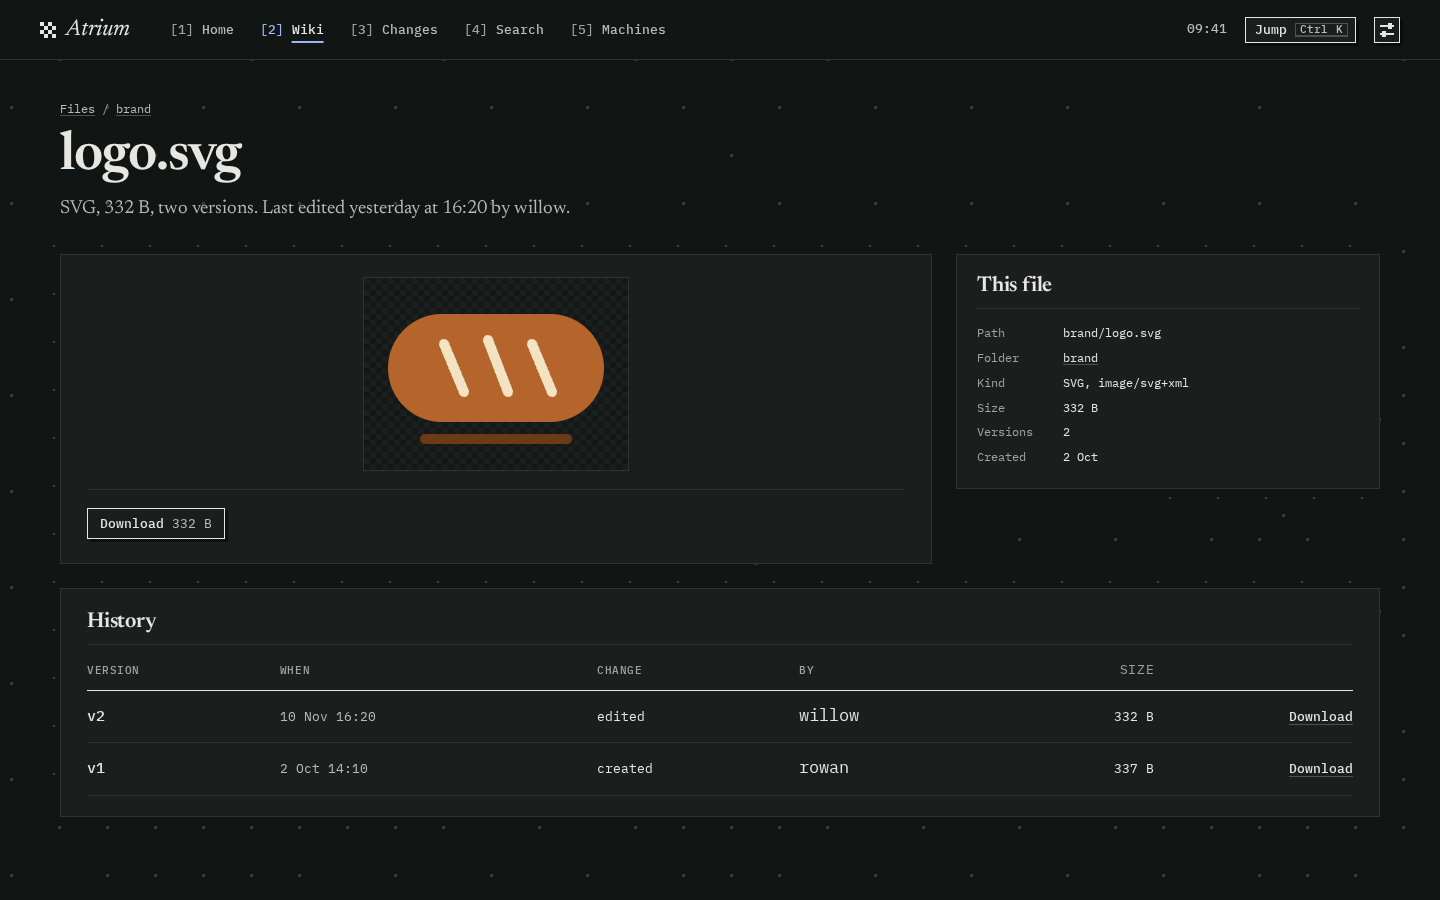 Atrium [1] Home [2] Wiki [3] Changes [4] Search [5] Machines 09:41 Jump Ctrl K
Files / brand
logo.svg
SVG, 332 B, two versions. Last edited yesterday at 16:20 by willow.
Download 332 B
This file
Path brand/logo.svg
Folder brand
Kind SVG, image/svg+xml
Size 332 B
Versions 2
Created 2 Oct
History
VERSION WHEN CHANGE BY SIZE
v2 10 Nov 16:20 edited willow 332 B Download
v1 2 Oct 14:10 created rowan 337 B Download